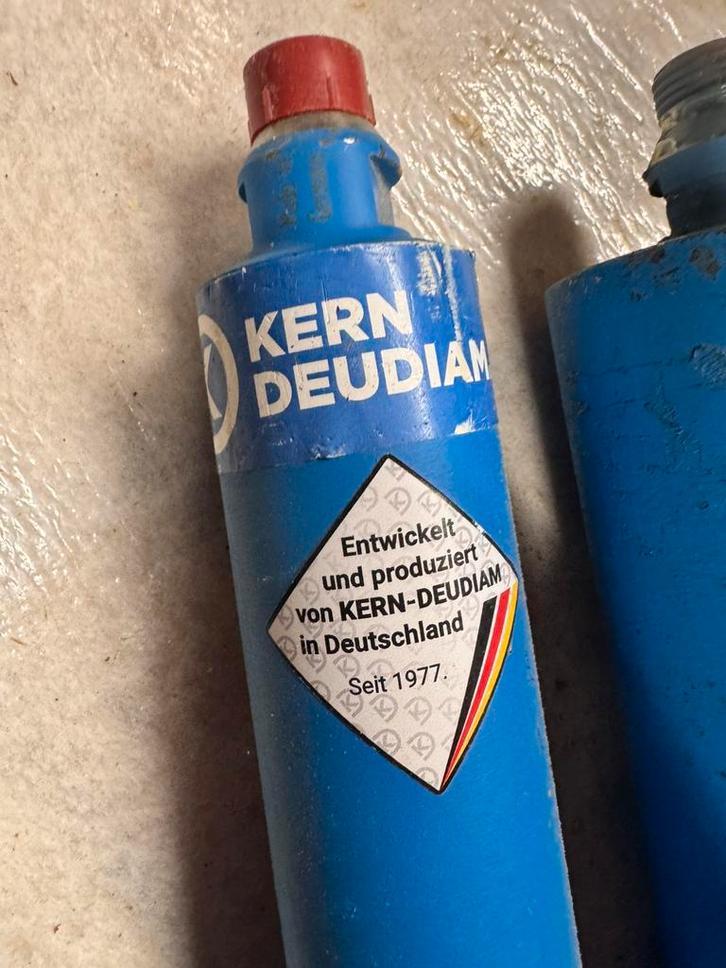 KERN
DEUDIAM
Entwickelt
und produziert
von KERN-DEUDIAM
in Deutschland
Seit 1977.